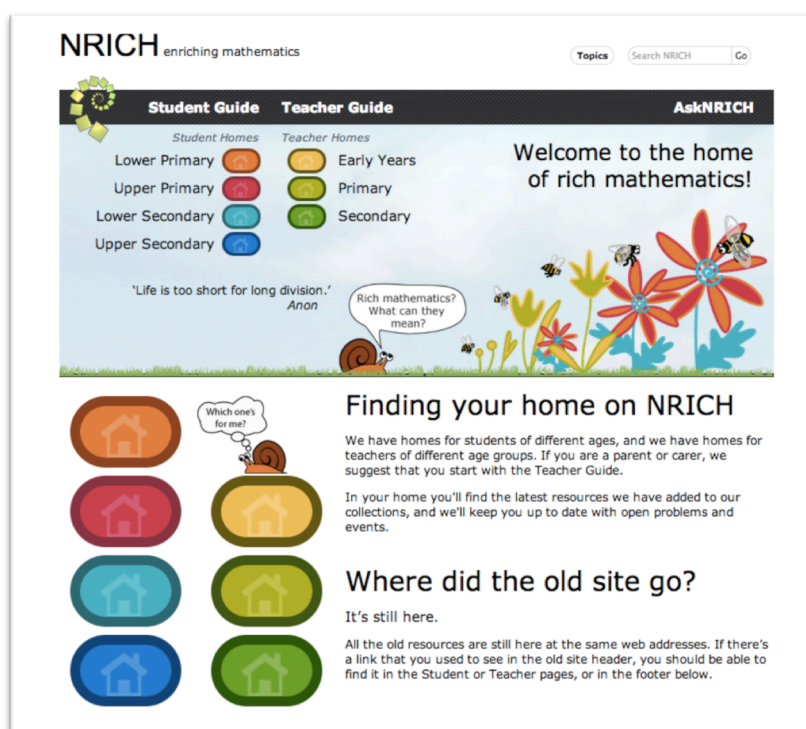 NRICH enriching mathematics
Topics
Search NRICH
Go
Student Guide
Teacher Guide
AskNRICH
Student Homes
Teacher Homes
Lower Primary
Early Years
Upper Primary
Primary
Lower Secondary
Secondary
Upper Secondary
Welcome to the home
of rich mathematics!
‘Life is too short for long division.’
Anon
Rich mathematics?
What can they
mean?
Which one's
for me?
Finding your home on NRICH
We have homes for students of different ages, and we have homes for
teachers of different age groups. If you are a parent or carer, we
suggest that you start with the Teacher Guide.
In your home you'll find the latest resources we have added to our
collections, and we'll keep you up to date with open problems and
events.
Where did the old site go?
It’s still here.
All the old resources are still here at the same web addresses. If there’s
a link that you used to see in the old site header, you should be able to
find it in the Student or Teacher pages, or in the footer below.